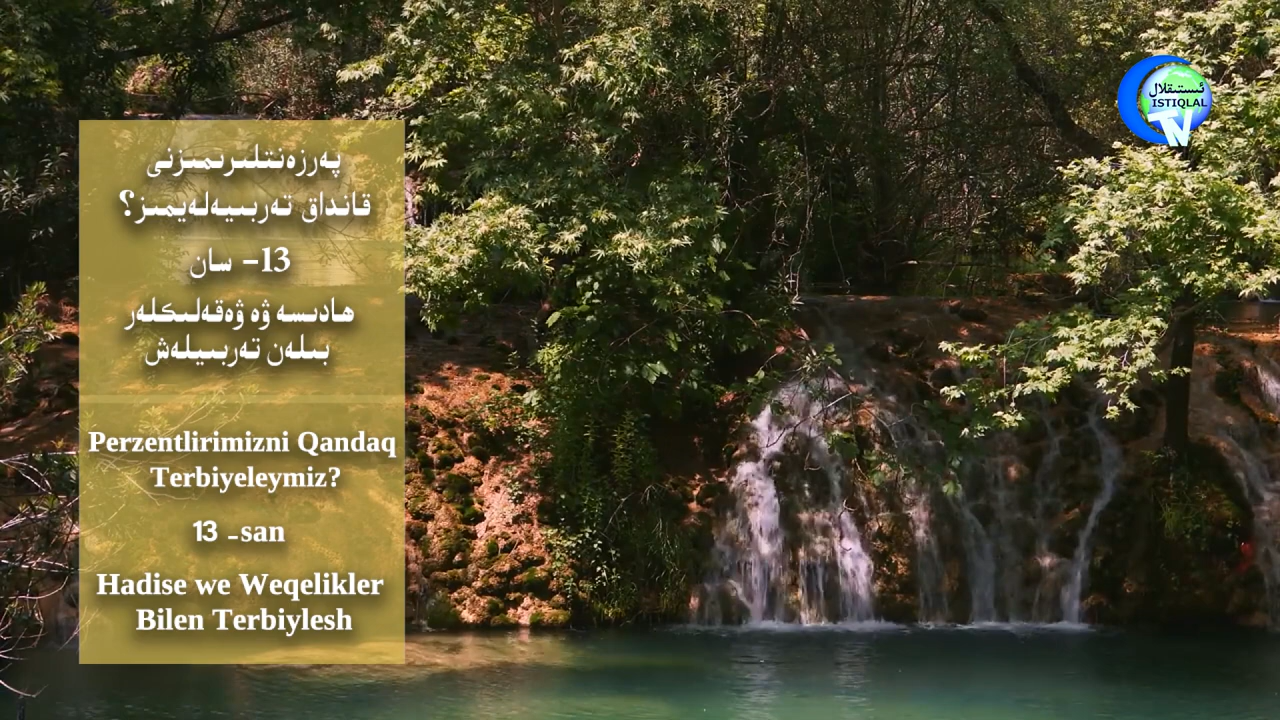 پەرزەنتلىرىمىزنى
قانداق تەربىيەلەيمىز؟
13- سان
ھادىسە ۋە ۋەقەلىكلەر
بىلەن تەربىيىلەش
Perzentlirimizni Qandaq
Terbiyeleymiz?
13 -san
Hadise we Weqelikler
Bilen Terbiylesh
ئىستىقلال
ISTIQLAL
TV